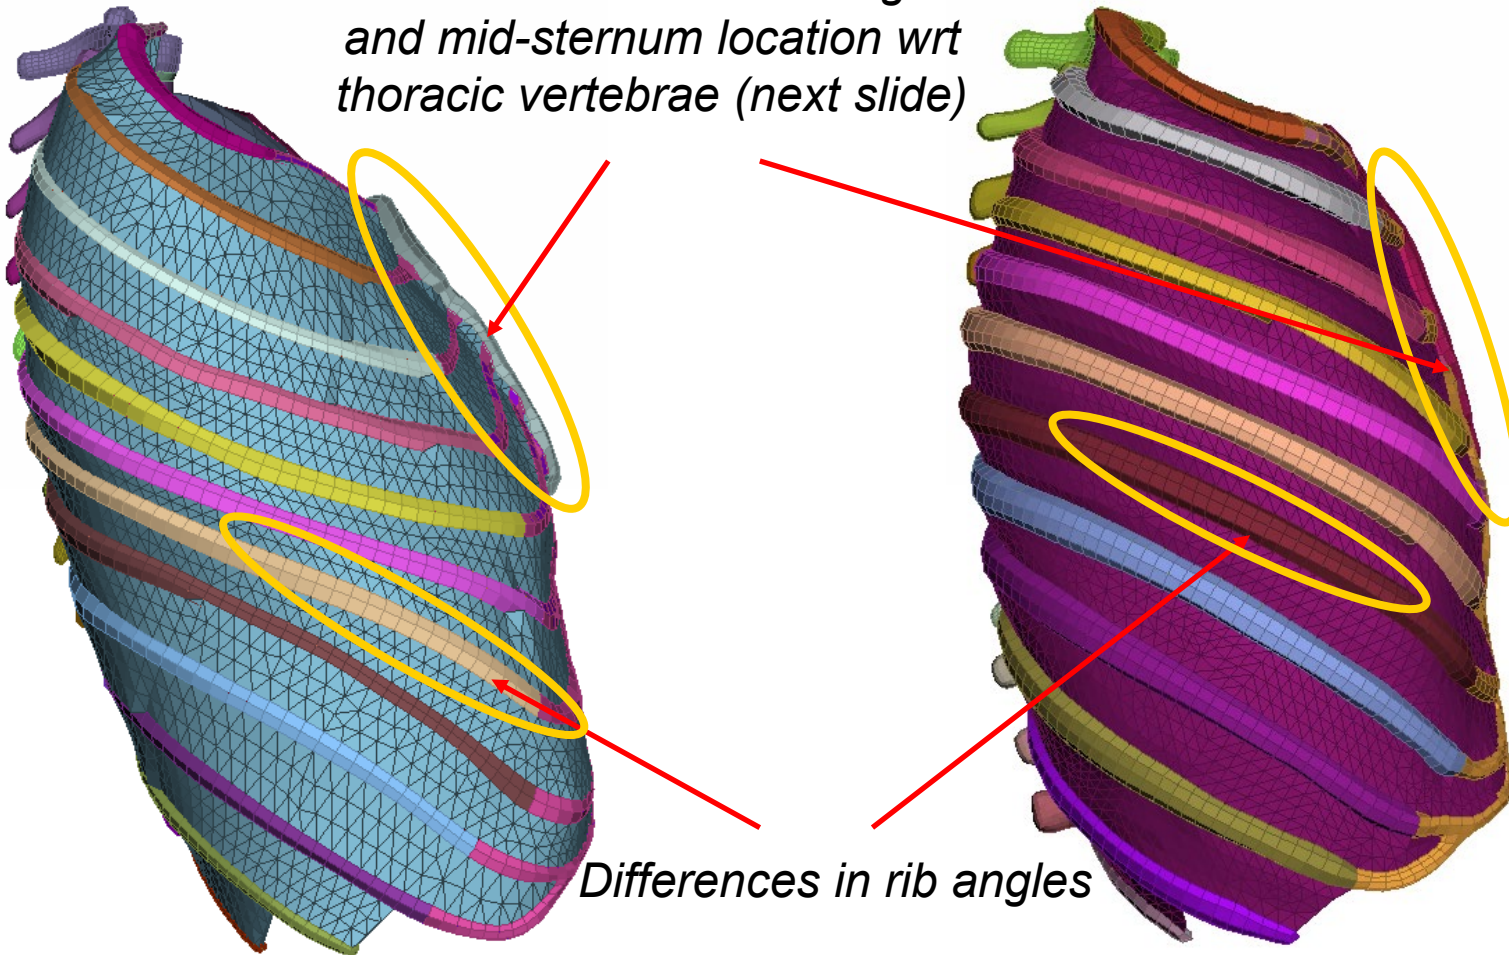 and mid-sternum location wrt
thoracic vertebrae (next slide)
Differences in rib angles